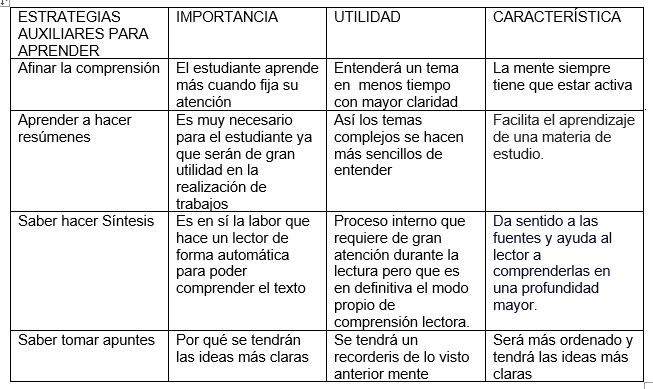 ESTRATEGIAS
AUXILIARES PARA
APRENDER
IMPORTANCIA
UTILIDAD
CARACTERÍSTICA
Afinar la comprensión
El estudiante aprende
más cuando fija su
atención
Entenderá un tema
en menos tiempo
con mayor claridad
La mente siempre
tiene que estar activa
Aprender a hacer
resúmenes
Es muy necesario
para el estudiante ya
que serán de gran
utilidad en la
realización de
trabajos
Así los temas
complejos se hacen
más sencillos de
entender
Facilita el aprendizaje
de una materia de
estudio.
Saber hacer Síntesis
Es en sí la labor que
hace un lector de
forma automática
para poder
comprender el texto
Proceso interno que
requiere de gran
atención durante la
lectura pero que es
en definitiva el modo
propio de
comprensión lectora.
Da sentido a las
fuentes y ayuda al
lector a
comprenderlas en
una profundidad
mayor.
Saber tomar apuntes
Por qué se tendrán
las ideas más claras
Se tendrá un
recorderis de lo visto
anterior mente
Será más ordenado y
tendrá las ideas más
claras